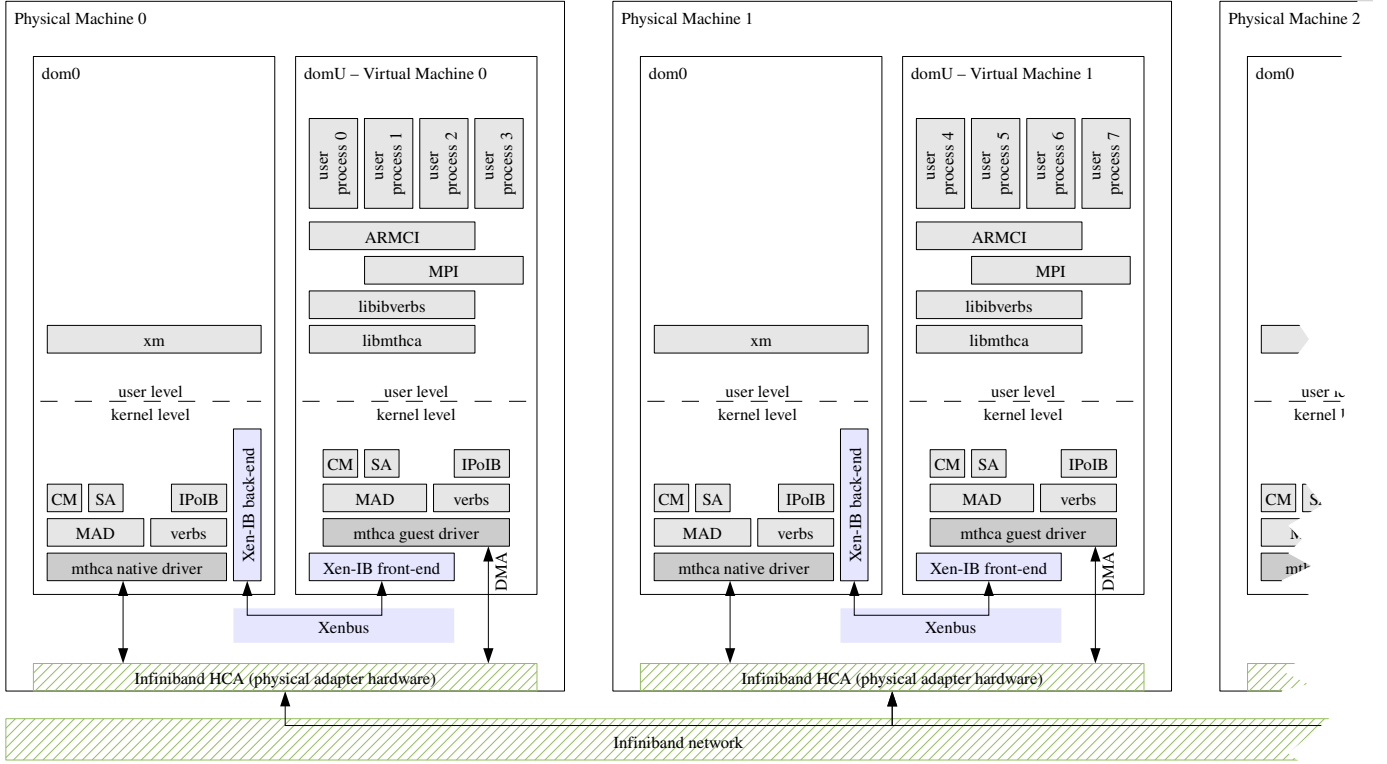 Physical Machine 0
dom0
xm
user level
kernel level
CM
SA
IPoIB
MAD
verbs
mthca native driver
Xen-IB back-end
domU – Virtual Machine 0
user process 0
user process 1
user process 2
user process 3
ARMCI
MPI
libibverbs
libmthca
user level
kernel level
CM
SA
IPoIB
MAD
verbs
mthca guest driver
Xen-IB front-end
DMA
Xenbus
Infiniband HCA (physical adapter hardware)
Physical Machine 1
dom0
xm
user level
kernel level
CM
SA
IPoIB
MAD
verbs
mthca native driver
Xen-IB back-end
domU – Virtual Machine 1
user process 4
user process 5
user process 6
user process 7
ARMCI
MPI
libibverbs
libmthca
user level
kernel level
CM
SA
IPoIB
MAD
verbs
mthca guest driver
Xen-IB front-end
DMA
Xenbus
Infiniband HCA (physical adapter hardware)
Physical Machine 2
dom0
user
kernel
CM
Infiniband network